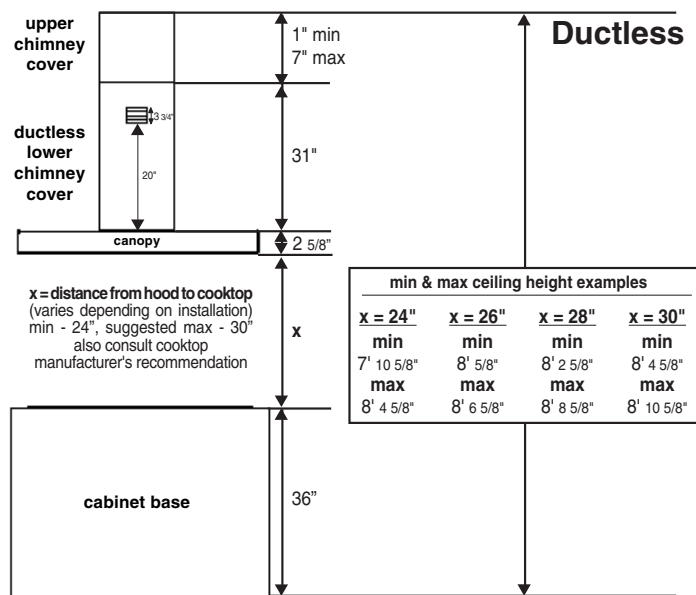 Ductless
upper
chimney
cover
1" min
7" max
ductless
lower
chimney
cover
3 3/4"
20"
31"
canopy
2 5/8"
x = distance from hood to cooktop
(varies depending on installation)
min - 24", suggested max - 30"
also consult cooktop
manufacturer's recommendation
x
min & max ceiling height examples
x = 24" x = 26" x = 28" x = 30"
min min min min
7' 10 5/8" 8' 5/8" 8' 2 5/8" 8' 4 5/8"
max max max max
8' 4 5/8" 8' 6 5/8" 8' 8 5/8" 8' 10 5/8"
cabinet base
36”